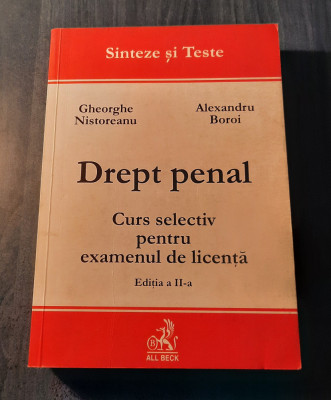 Sinteze și Teste
Gheorghe
Nistoreanu
Alexandru
Boroi
Drept penal
Curs selectiv
pentru
examenul de licență
Ediția a II-a
B
ALL BECK